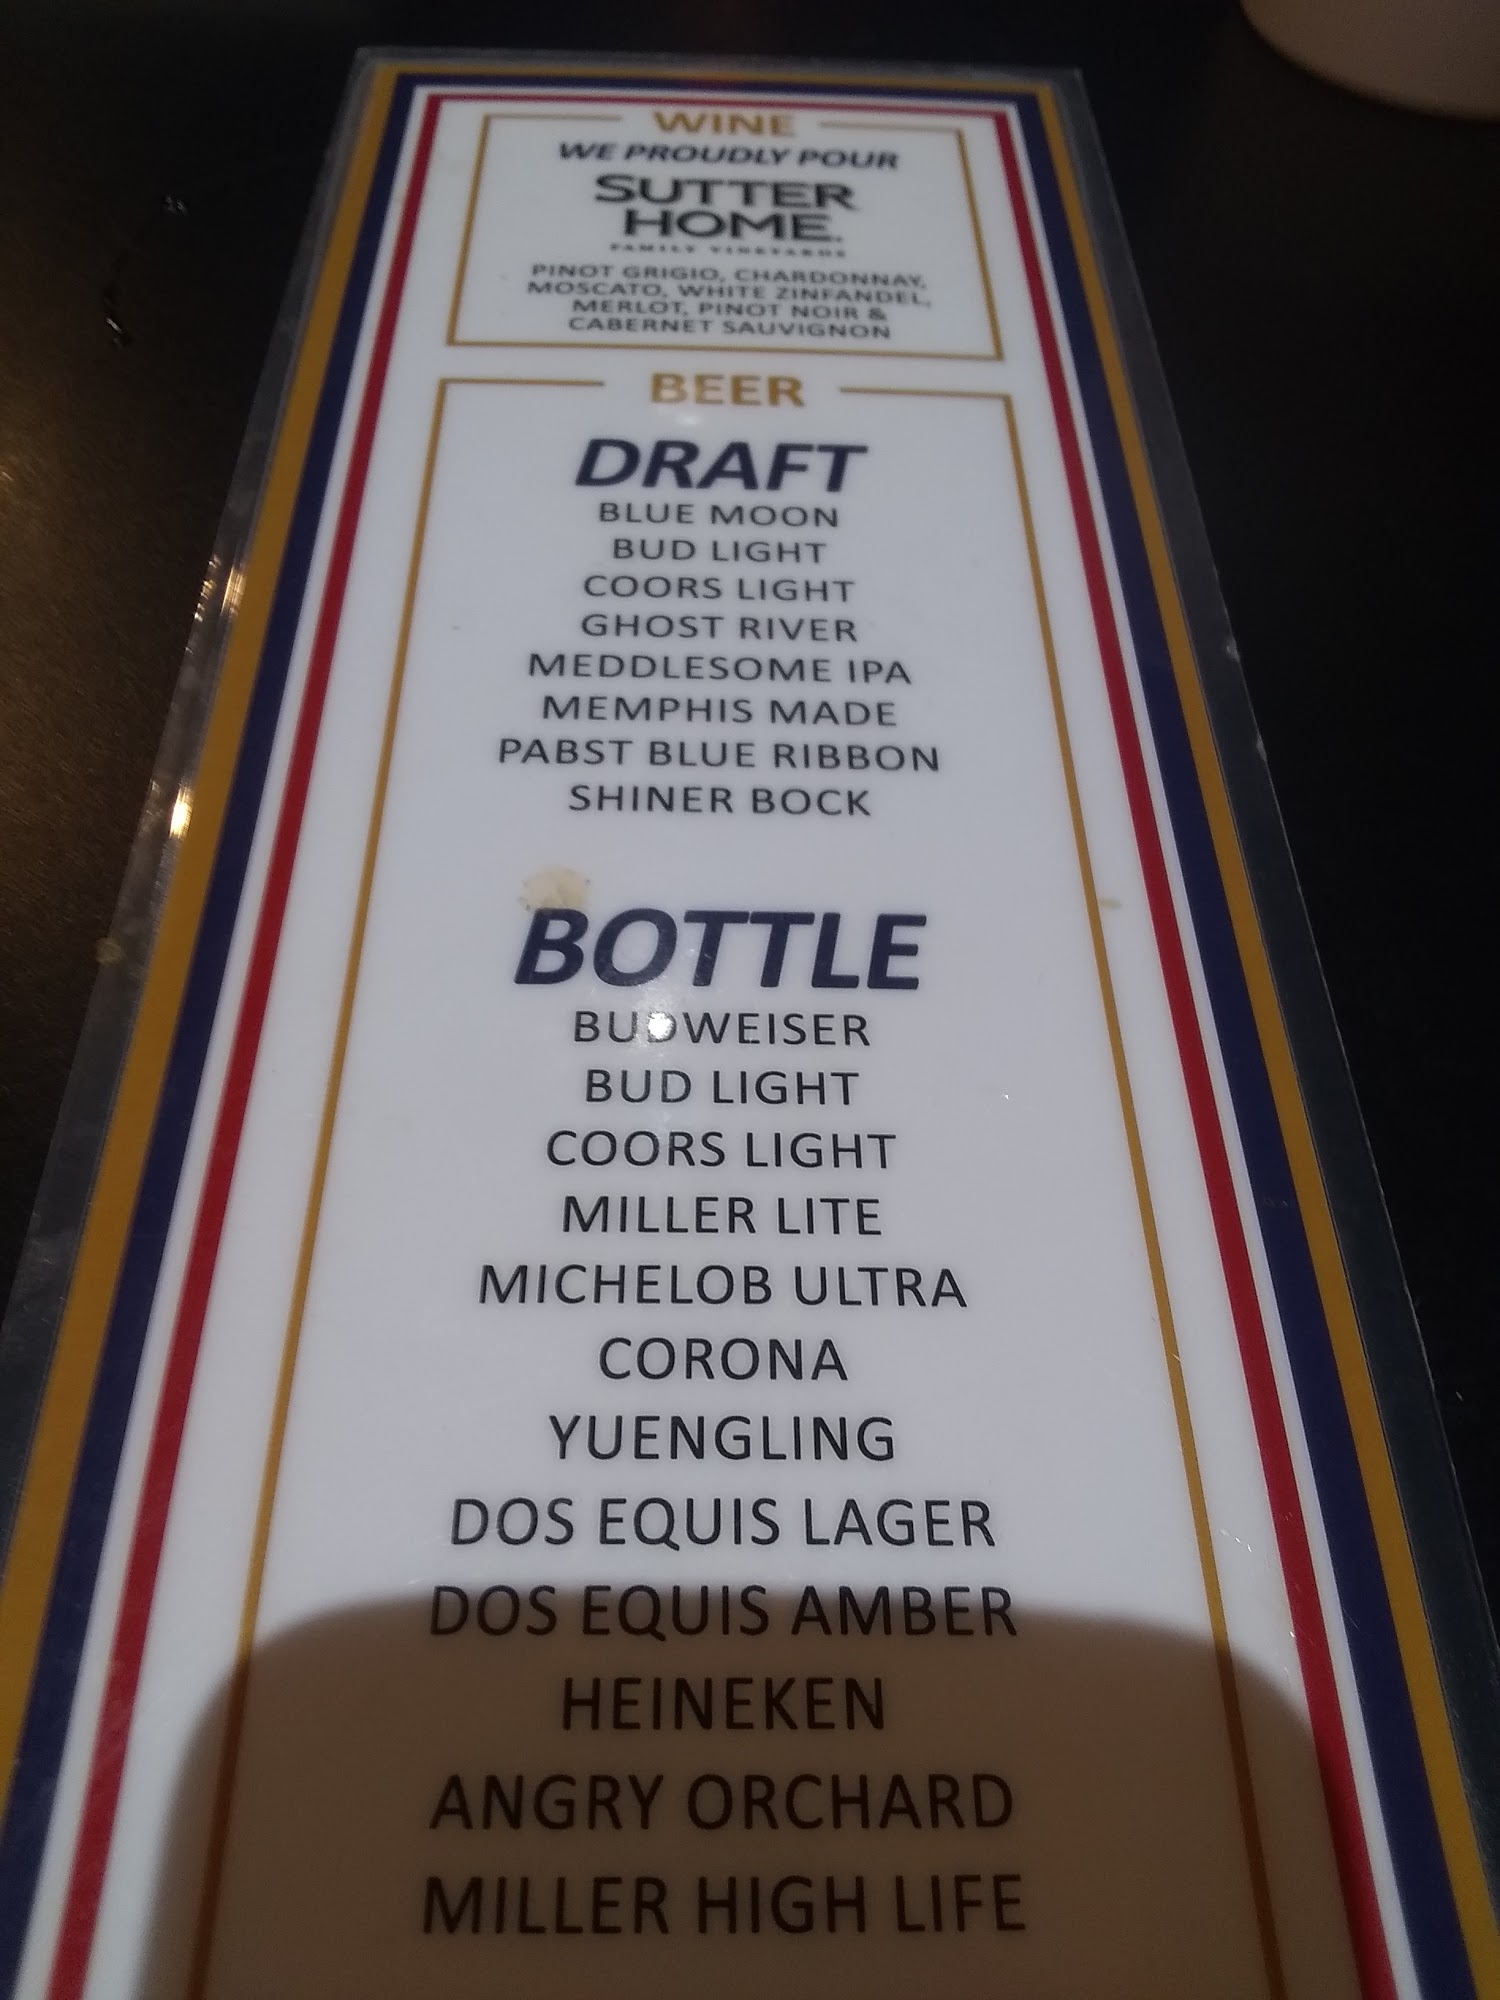 WINE
WE PROUDLY POUR
SUTTER
HOME.
FAMILY VINEYARDS
PINOT GRIGIO, CHARDONNAY,
MOSCATO, WHITE ZINFANDEL,
MERLOT, PINOT NOIR &
CABERNET SAUVIGNON
BEER
DRAFT
BLUE MOON
BUD LIGHT
COORS LIGHT
GHOST RIVER
MEDDLESOME IPA
MEMPHIS MADE
PABST BLUE RIBBON
SHINER BOCK
BOTTLE
BUDWEISER
BUD LIGHT
COORS LIGHT
MILLER LITE
MICHELOB ULTRA
CORONA
YUENGLING
DOS EQUIS LAGER
DOS EQUIS AMBER
HEINEKEN
ANGRY ORCHARD
MILLER HIGH LIFE